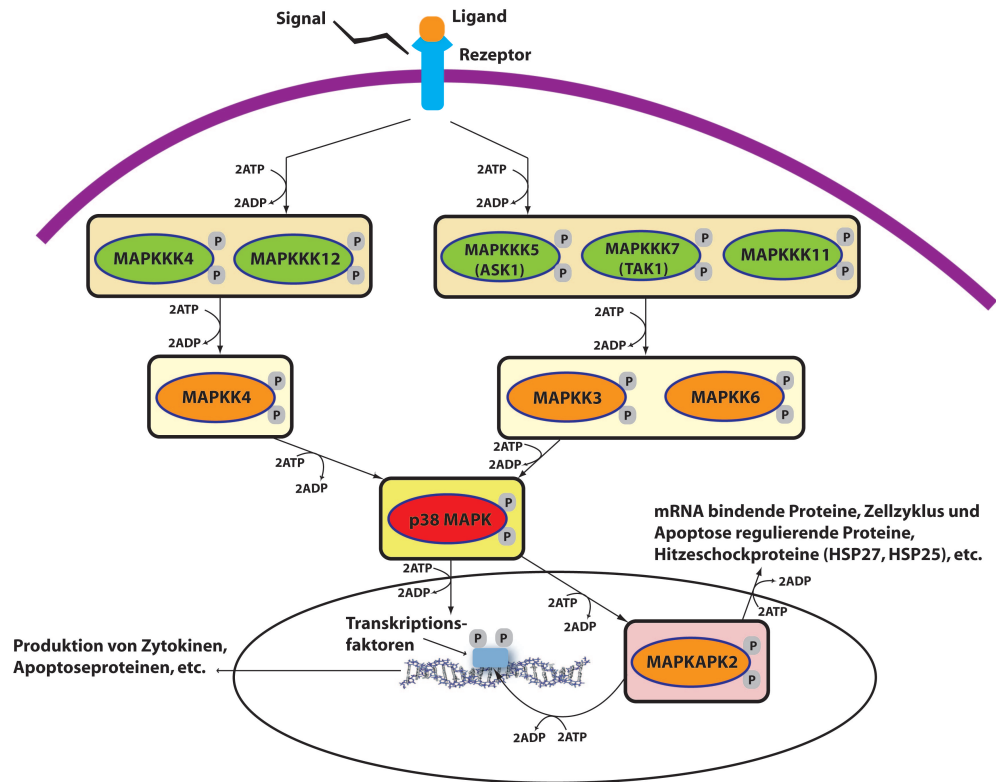 Signal
Ligand
Rezeptor
2ATP
2ADP
2ATP
2ADP
MAPKKK4
P
P
MAPKKK12
P
P
MAPKKK5
(ASK1)
P
P
MAPKKK7
(TAK1)
P
P
MAPKKK11
P
P
2ATP
2ADP
2ATP
2ADP
MAPKK4
P
P
MAPKK3
P
P
MAPKK6
P
P
2ATP
2ADP
2ATP
2ADP
p38 MAPK
P
P
mRNA bindende Proteine, Zellzyklus und
Apoptose regulierende Proteine,
Hitzeschockproteine (HSP27, HSP25), etc.
2ATP
2ADP
2ATP
2ADP
2ADP
2ATP
Transkriptions-
faktoren
P P
Produktion von Zytokinen,
Apoptoseproteinen, etc.
MAPKAPK2
P
P
2ADP 2ATP